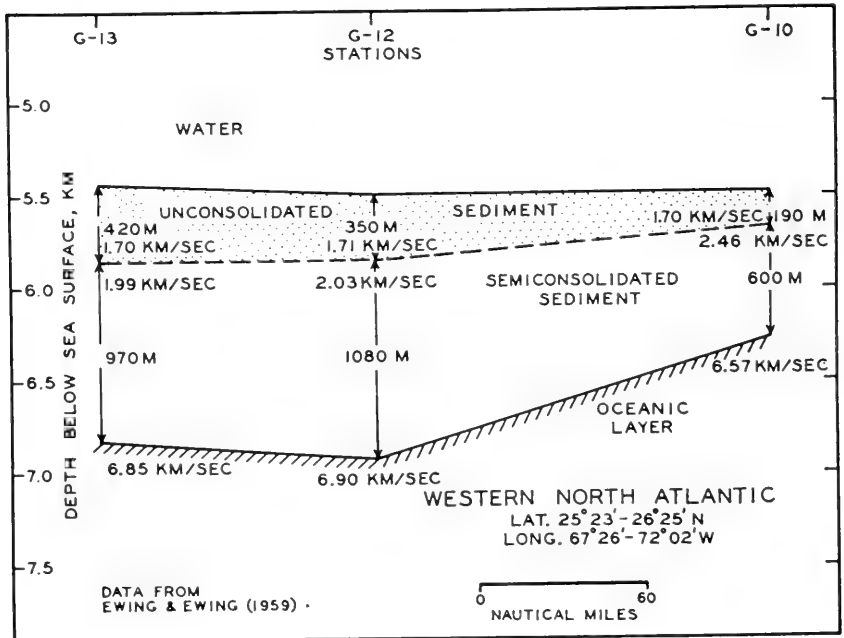 G-13
G-12
G-10
STATIONS
-5.0
-5.5
-6.0
-6.5
-7.0
-7.5
DEPTH BELOW SEA SURFACE, KM
WATER
UNCONSOLIDATED SEDIMENT
420 M
350 M
1.70 KM/SEC 190 M
1.70 KM/SEC
1.71 KM/SEC
2.46 KM/SEC
1.99 KM/SEC
2.03 KM/SEC
SEMICONSOLIDATED
SEDIMENT
600 M
970 M
1080 M
6.57 KM/SEC
OCEANIC
LAYER
6.85 KM/SEC
6.90 KM/SEC
WESTERN NORTH ATLANTIC
LAT. 25°23'-26°25'N
LONG. 67°26'-72°02'W
DATA FROM
EWING & EWING (1959).
0 60
NAUTICAL MILES